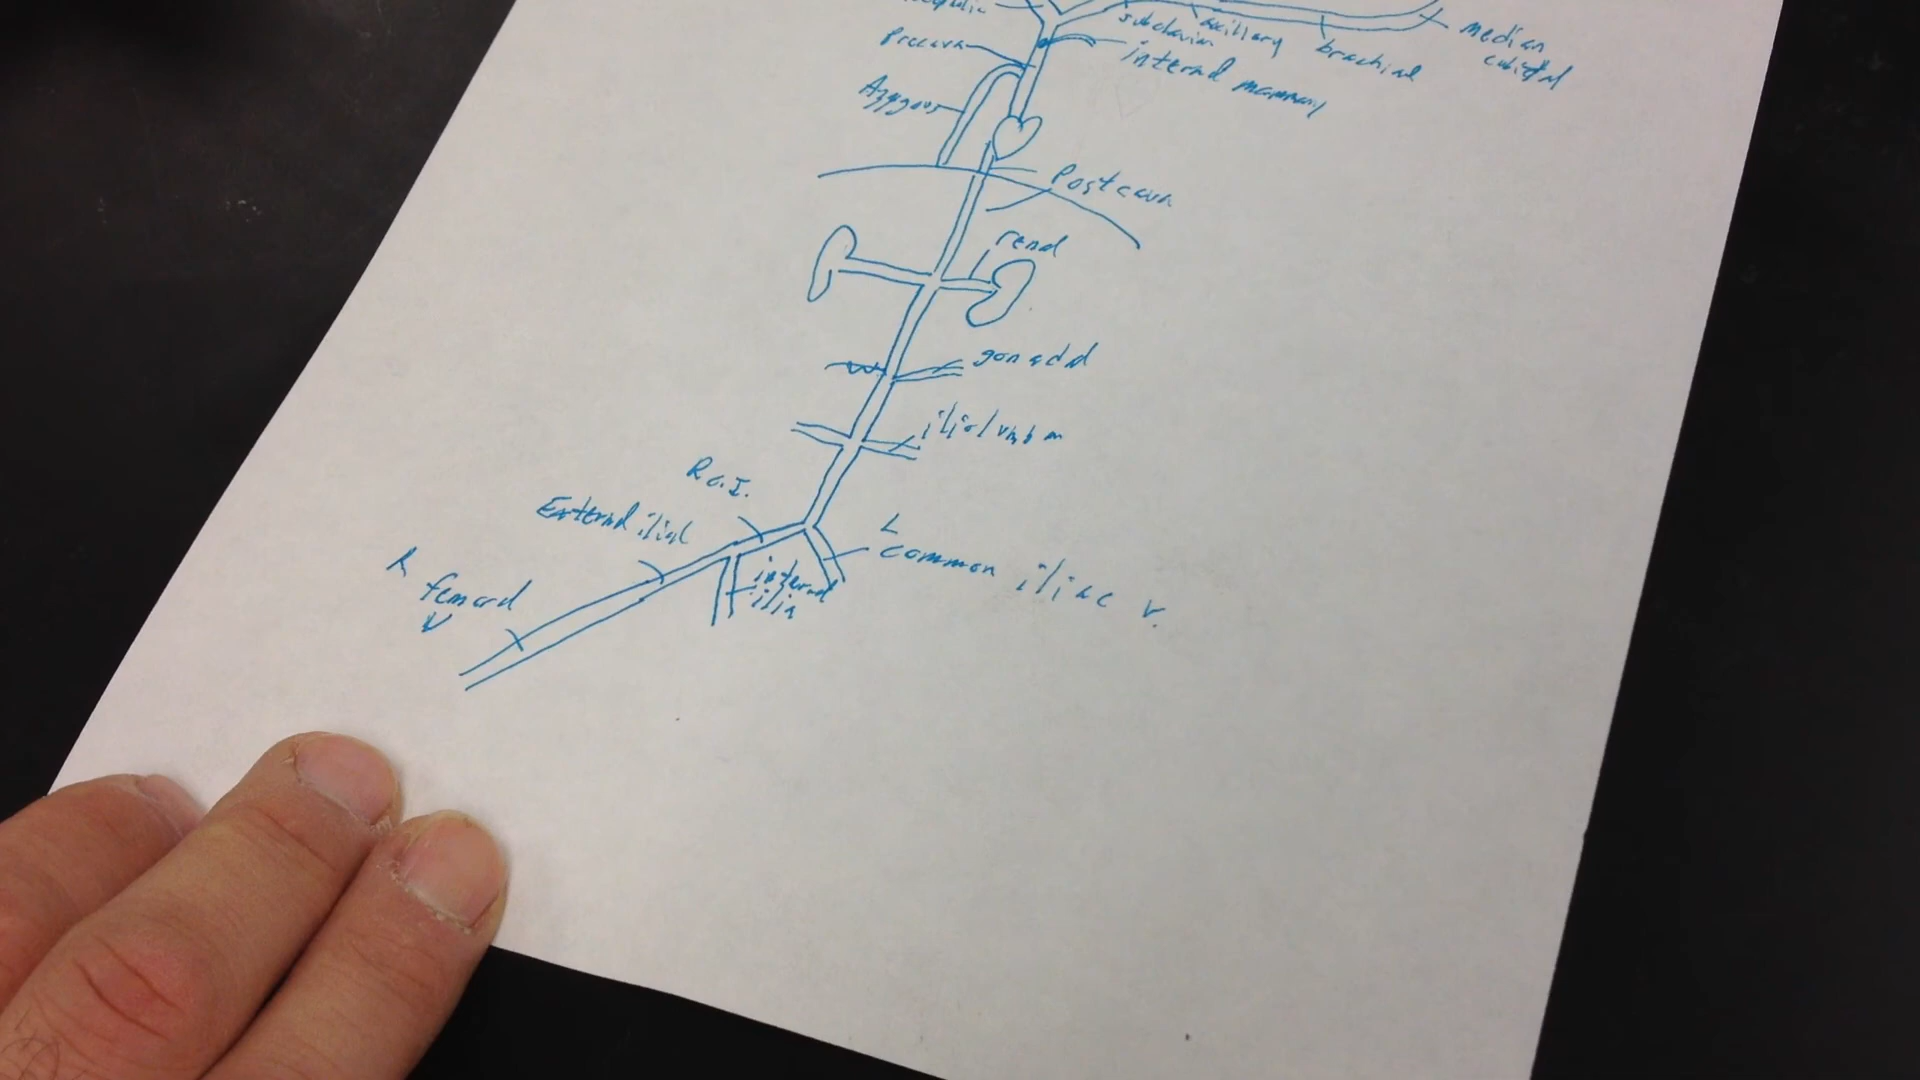 subclavian
axillary
brachial
median
cubital
Precava
internal mammary
Azygous
Postcava
renal
gonadal
iliolumbar
R.C.I.
External iliac
L
common iliac v.
internal
ilia
R
femoral
v